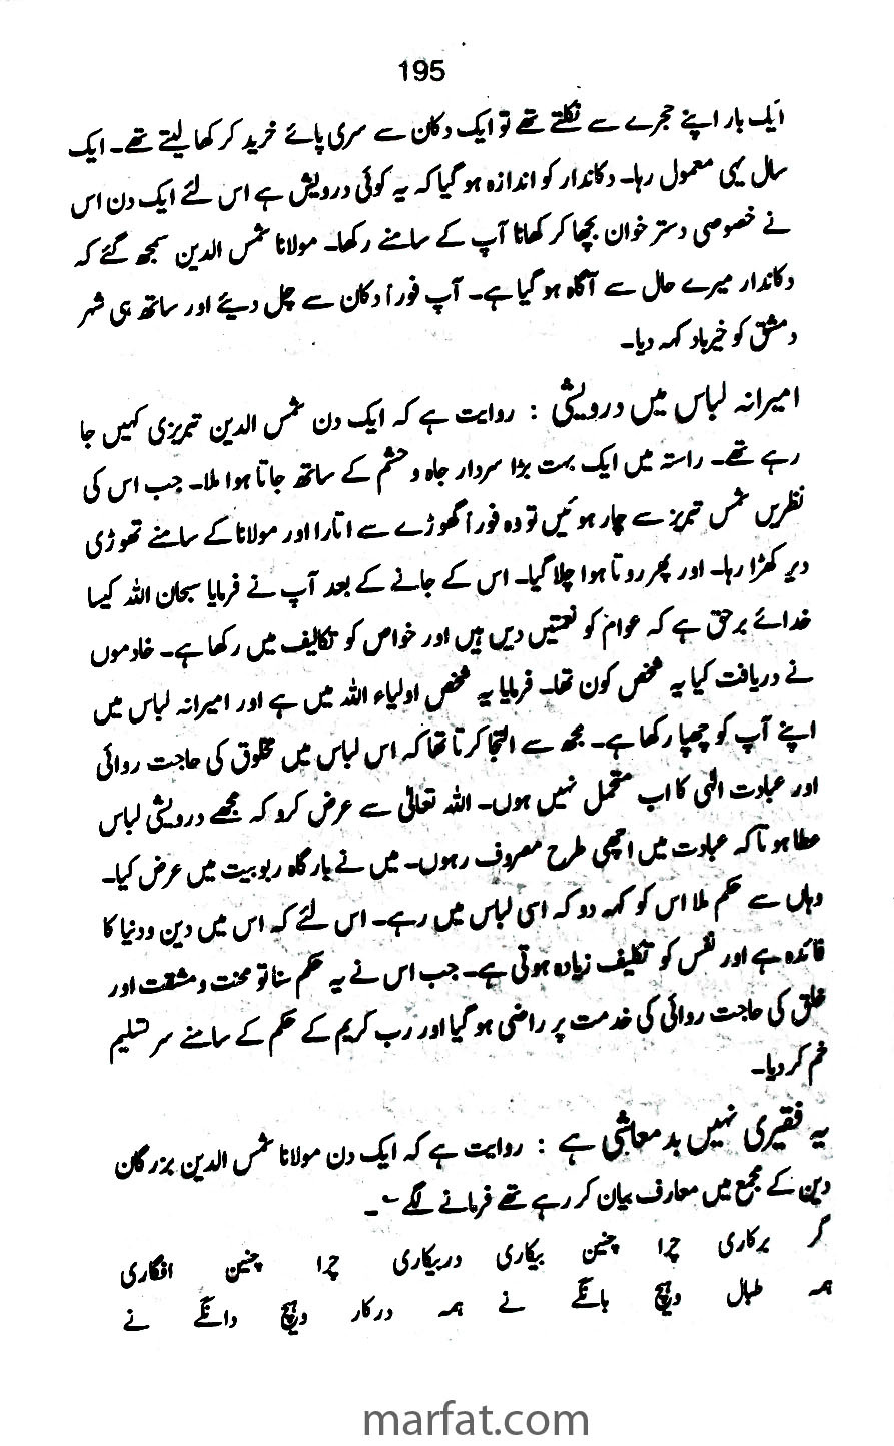 195
ایک بار اپنے حجرے سے نکلتے تھے تو ایک دکان سے سری پائے خرید کر کھا لیتے تھے۔ ایک
سال یہی معمول رہا۔ دکاندار کو اندازہ ہو گیا کہ یہ کوئی درویش ہے اس لئے ایک دن اس
نے خصوصی دستر خوان بچھا کر کھانا آپ کے سامنے رکھا۔ مولانا شمس الدین سمجھ گئے کہ
دکاندار میرے حال سے آگاہ ہو گیا ہے۔ آپ فوراً دکان سے چل دیئے اور ساتھ ہی شہر
دمشق کو خیرباد کہہ دیا۔
امیرانہ لباس میں درویشی : روایت ہے کہ ایک دن شمس الدین تبریزی کہیں جا
رہے تھے۔ راستہ میں ایک بہت بڑا سردار جاہ و حشم کے ساتھ جاتا ہوا ملا۔ جب اس کی
نظریں شمس تبریز سے چار ہوئیں تو وہ فوراً گھوڑے سے اترا اور مولانا کے سامنے تھوڑی
دیر کھڑا رہا۔ اور پھر روتا ہوا چلا گیا۔ اس کے جانے کے بعد آپ نے فرمایا سبحان اللہ کیسا
خدائے برحق ہے کہ عوام کو نعمتیں دیں ہیں اور خواص کو تکالیف میں رکھا ہے۔ خادموں
نے دریافت کیا یہ شخص کون تھا۔ فرمایا یہ شخص اولیاء اللہ میں ہے اور امیرانہ لباس میں
اپنے آپ کو چھپا رکھا ہے۔ مجھ سے التجا کرتا تھا کہ اس لباس میں مخلوق کی حاجت روائی
اور عبادت الٰہی کا اب متحمل نہیں ہوں۔ اللہ تعالیٰ سے عرض کرو کہ مجھے درویشی لباس
عطا ہو تاکہ عبادت میں اچھی طرح مصروف رہوں۔ میں نے بارگاہ ربوبیت میں عرض کیا۔
وہاں سے حکم ملا اس کو کہہ دو کہ اسی لباس میں رہے۔ اس لئے کہ اس میں دین و دنیا کا
فائدہ ہے اور نفس کو تکلیف زیادہ ہوتی ہے۔ جب اس نے یہ حکم سنا تو محنت و مشقت اور
خلق کی حاجت روائی کی خدمت پر راضی ہو گیا اور رب کریم کے حکم کے سامنے سر تسلیم
خم کر دیا۔
یہ فقیری نہیں بدمعاشی ہے : روایت ہے کہ ایک دن مولانا شمس الدین بزرگان
دین کے مجمع میں معارف بیان کر رہے تھے فرمانے لگے ؎ ۔
گر برکاری چرا چنین بیکاری دربیکاری چرا چنین افگاری
ہمہ طبال وہیچ بانگے نے ہمہ درکار وہیچ دانگے نے
marfat.com